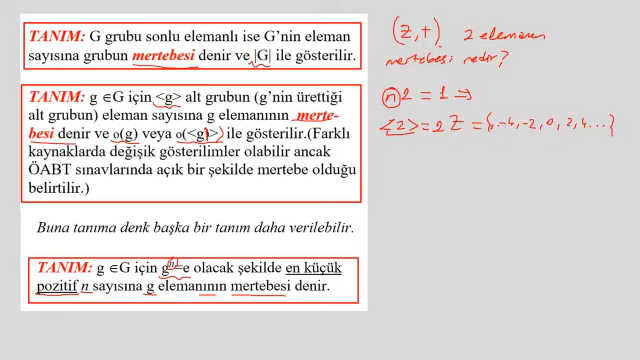 TANIM: G grubu sonlu elemanlı ise G'nin eleman
sayısına grubun mertebesi denir ve |G| ile gösterilir.
TANIM: g ∈G için <g> alt grubun (g'nin ürettiği
alt grubun) eleman sayısına g elemanının merte-
besi denir ve o(g) veya o(<g>) ile gösterilir.(Farklı
kaynaklarda değişik gösterilimler olabilir ancak
ÖABT sınavlarında açık bir şekilde mertebe olduğu
belirtilir.)
Buna tanıma denk başka bir tanım daha verilebilir.
TANIM: g ∈G için gⁿ=e olacak şekilde en küçük
pozitif n sayısına g elemanının mertebesi denir.
(Z,+) 2 elemanın
mertebesi nedir?
n2 = 1 ⇒
<2> = 2Z = {..-4,-2,0,2,4...}